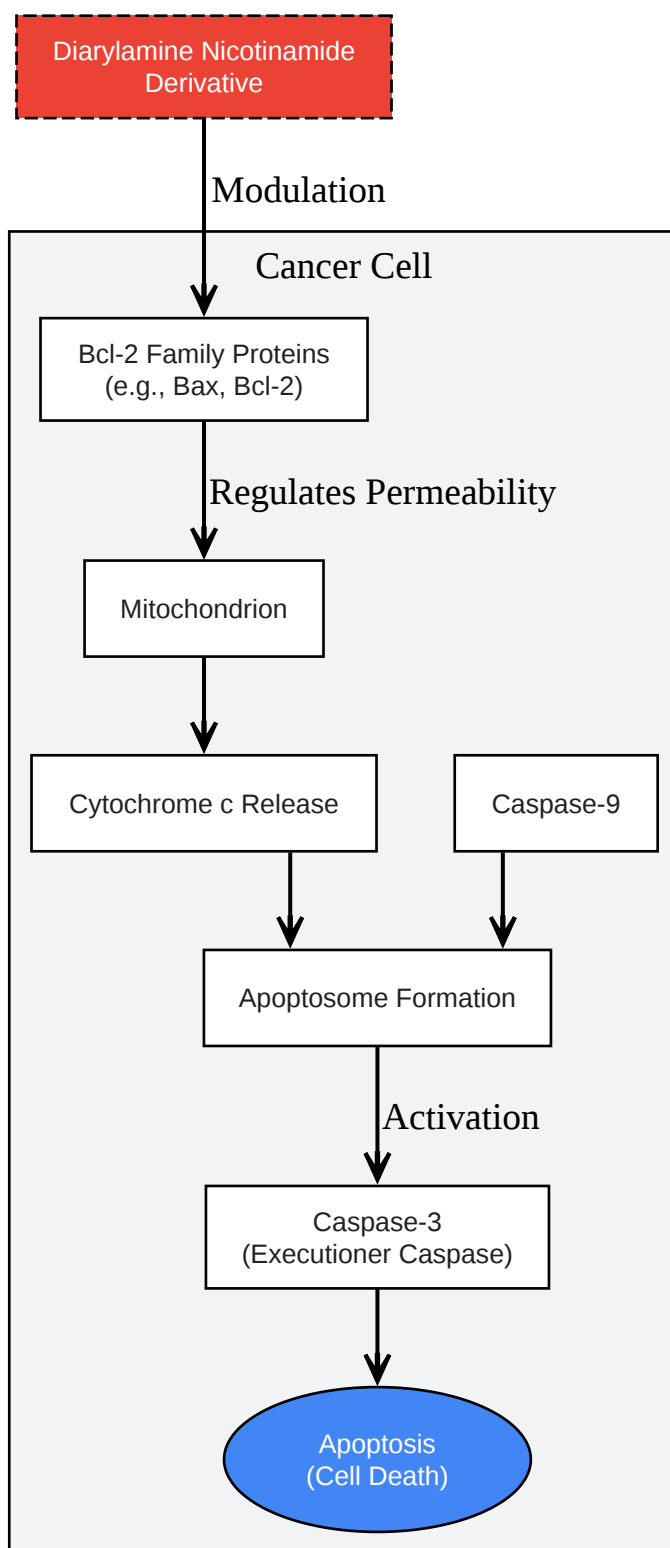 Diarylamine Nicotinamide
Derivative
Modulation
Cancer Cell
Bcl-2 Family Proteins
(e.g., Bax, Bcl-2)
Regulates Permeability
Mitochondrion
Cytochrome c Release
Caspase-9
Apoptosome Formation
Activation
Caspase-3
(Executioner Caspase)
Apoptosis
(Cell Death)